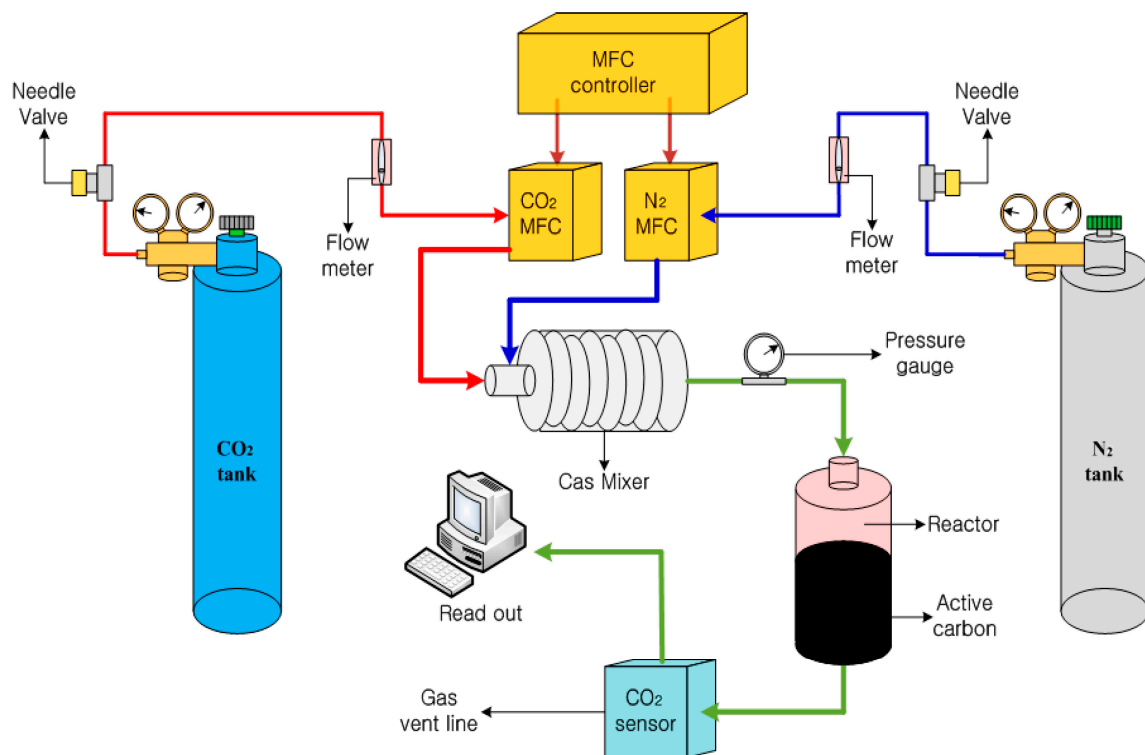 MFC
controller
Needle
Valve
Needle
Valve
CO₂
MFC
N₂
MFC
Flow
meter
Flow
meter
Pressure
gauge
CO₂
tank
N₂
tank
Cas Mixer
Reactor
Read out
Active
carbon
Gas
vent line
CO₂
sensor